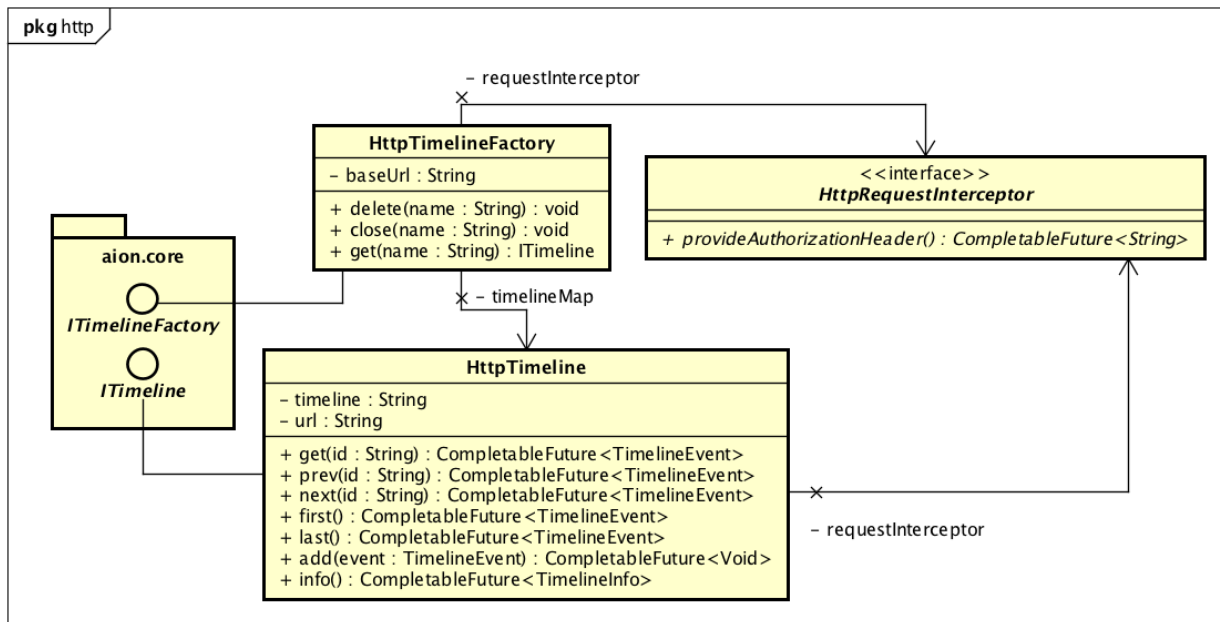 pkg http
– requestInterceptor
HttpTimelineFactory
– baseUrl : String
+ delete(name : String) : void
+ close(name : String) : void
+ get(name : String) : ITimeline
<<interface>>
HttpRequestInterceptor
+ provideAuthorizationHeader() : CompletableFuture<String>
aion.core
ITimelineFactory
ITimeline
– timelineMap
HttpTimeline
– timeline : String
– url : String
+ get(id : String) : CompletableFuture<TimelineEvent>
+ prev(id : String) : CompletableFuture<TimelineEvent>
+ next(id : String) : CompletableFuture<TimelineEvent>
+ first() : CompletableFuture<TimelineEvent>
+ last() : CompletableFuture<TimelineEvent>
+ add(event : TimelineEvent) : CompletableFuture<Void>
+ info() : CompletableFuture<TimelineInfo>
– requestInterceptor